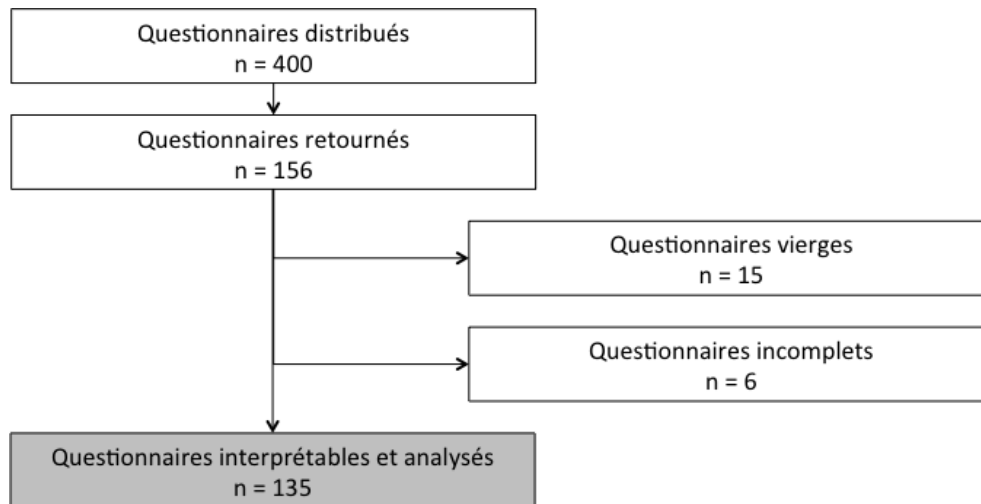 Questionnaires distribués
n = 400
Questionnaires retournés
n = 156
Questionnaires vierges
n = 15
Questionnaires incomplets
n = 6
Questionnaires interprétables et analysés
n = 135